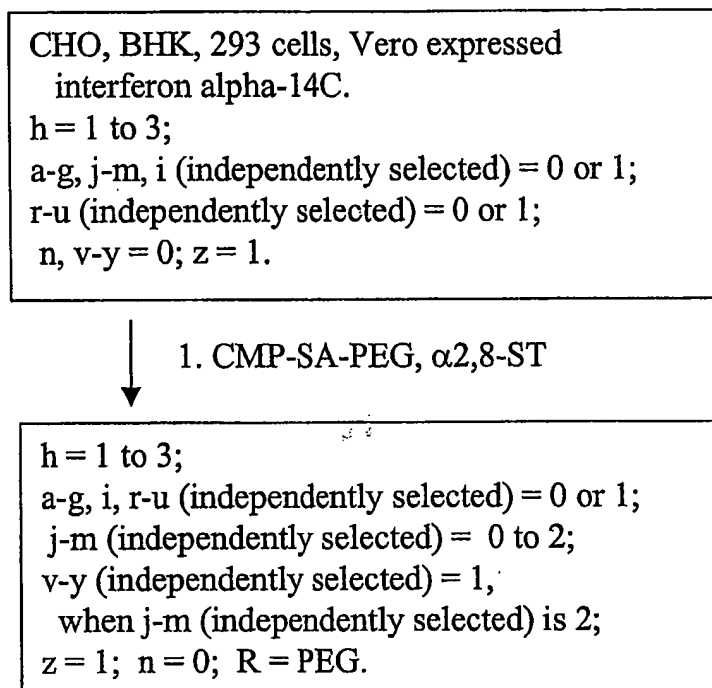 CHO, BHK, 293 cells, Vero expressed
interferon alpha-14C.
h = 1 to 3;
a-g, j-m, i (independently selected) = 0 or 1;
r-u (independently selected) = 0 or 1;
n, v-y = 0; z = 1.
1. CMP-SA-PEG, α2,8-ST
h = 1 to 3;
a-g, i, r-u (independently selected) = 0 or 1;
j-m (independently selected) = 0 to 2;
v-y (independently selected) = 1,
when j-m (independently selected) is 2;
z = 1; n = 0; R = PEG.